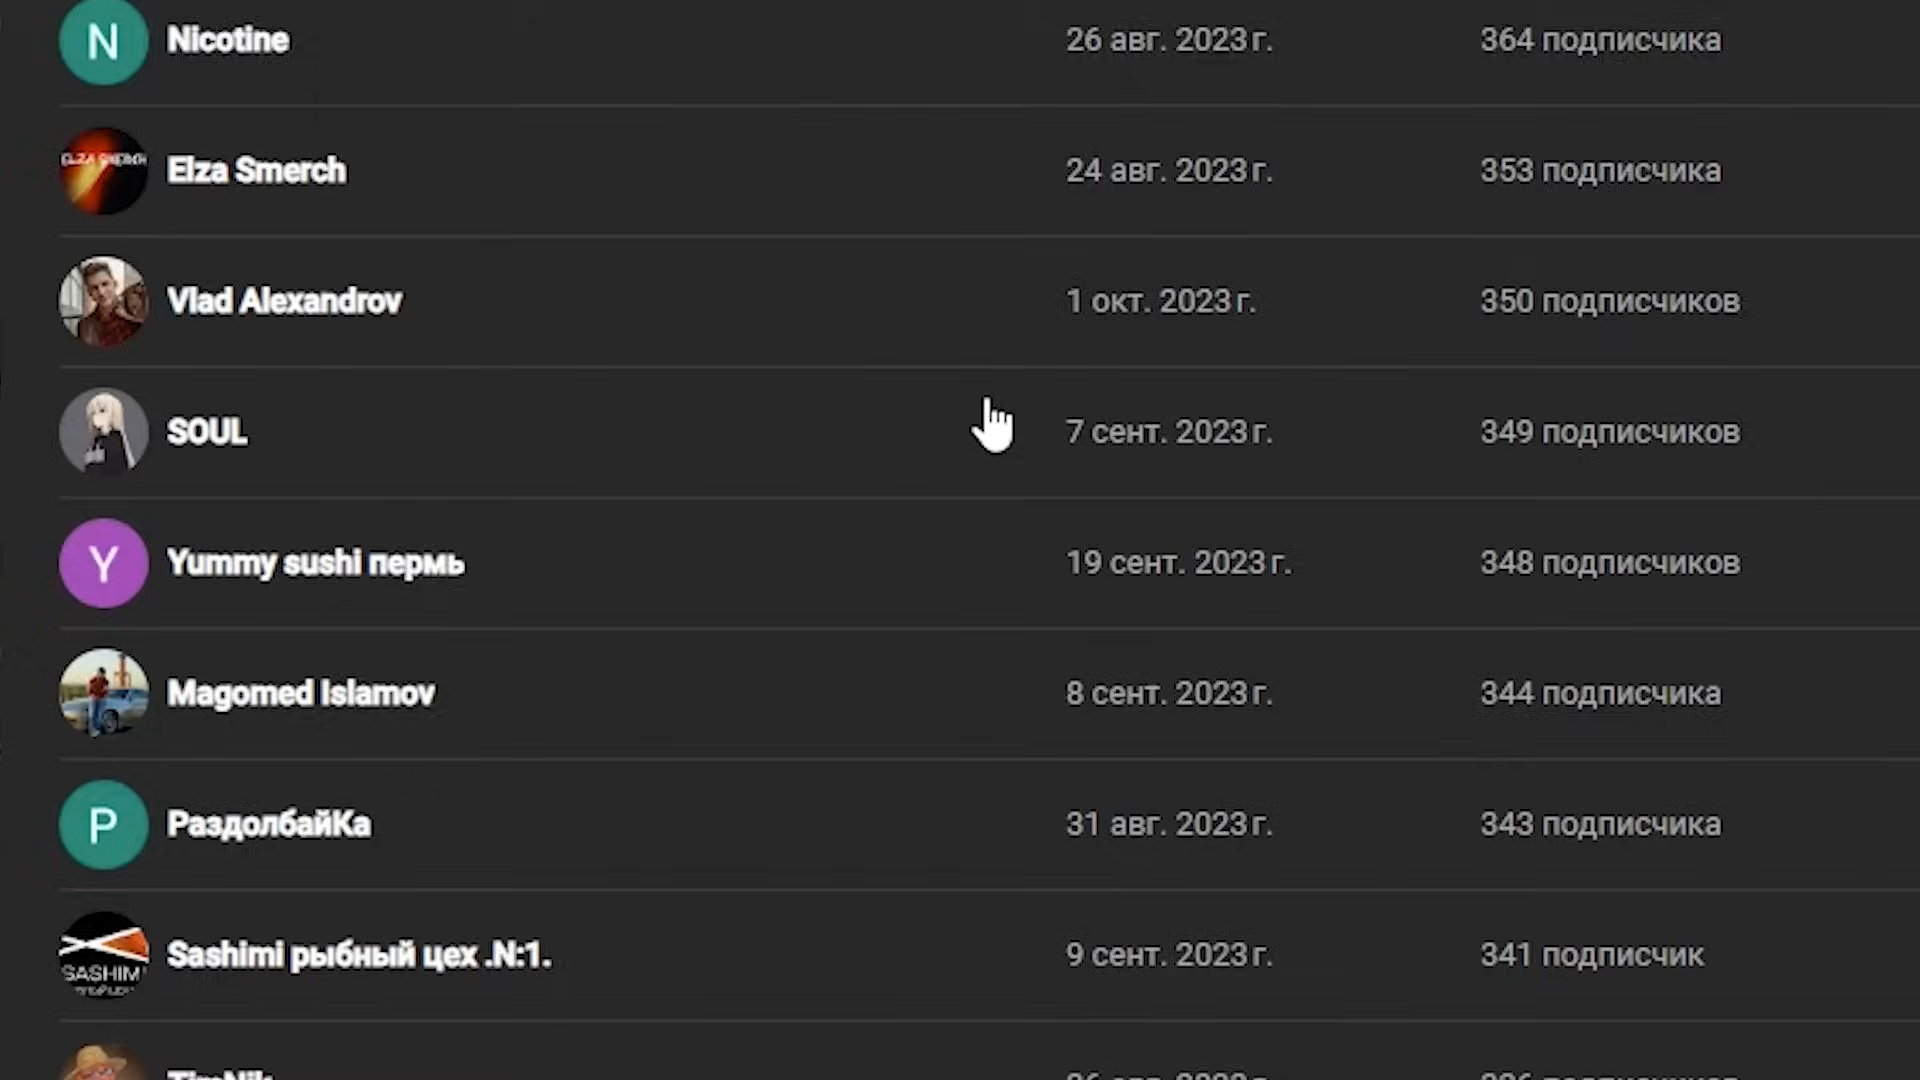 N Nicotine 26 авг. 2023 г. 364 подписчика
ELZA SMERCH
Elza Smerch 24 авг. 2023 г. 353 подписчика
Vlad Alexandrov 1 окт. 2023 г. 350 подписчиков
SOUL 7 сент. 2023 г. 349 подписчиков
Y Yummy sushi пермь 19 сент. 2023 г. 348 подписчиков
Magomed Islamov 8 сент. 2023 г. 344 подписчика
Р РаздолбайКа 31 авг. 2023 г. 343 подписчика
Sashimi рыбный цех .N:1. 9 сент. 2023 г. 341 подписчик
SASHIMI
TimNik